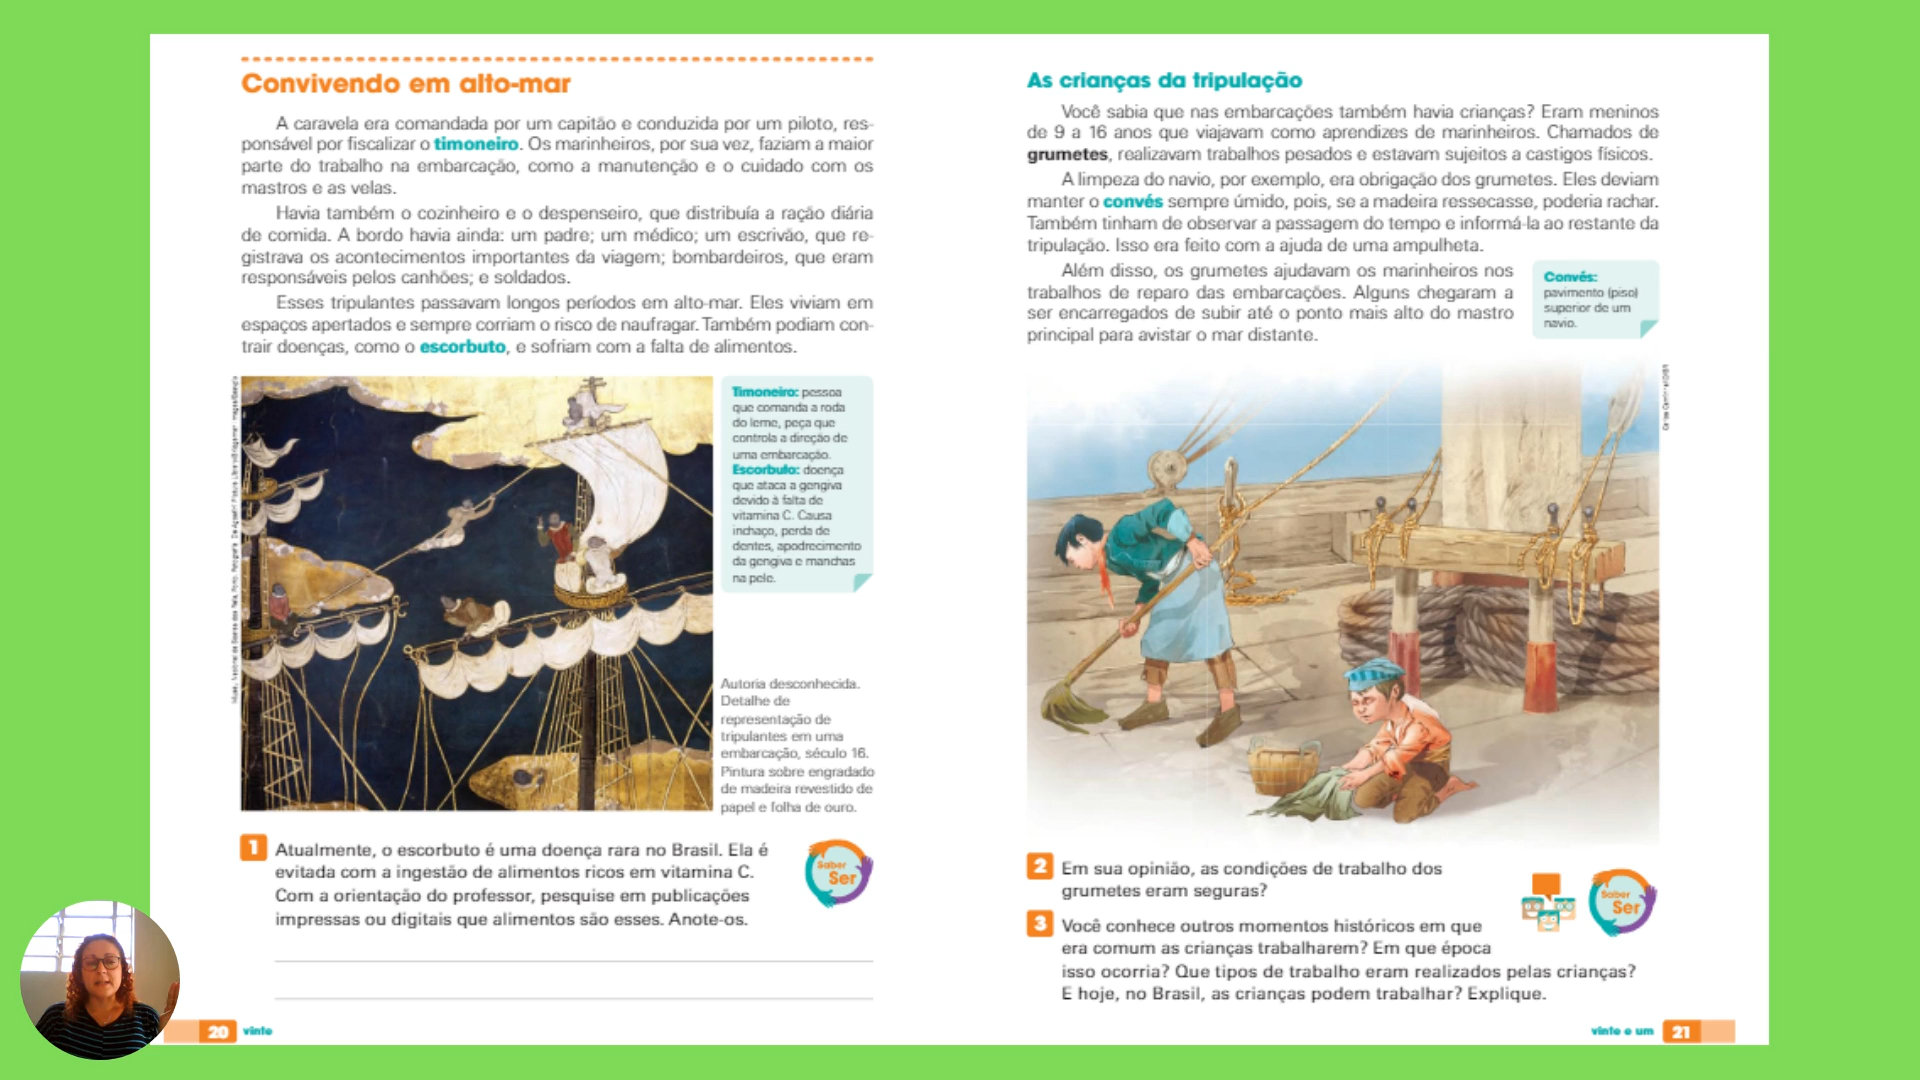 Convivendo em alto-mar
A caravela era comandada por um capitão e conduzida por um piloto, res-
ponsável por fiscalizar o timoneiro. Os marinheiros, por sua vez, faziam a maior
parte do trabalho na embarcação, como a manutenção e o cuidado com os
mastros e as velas.
Havia também o cozinheiro e o despenseiro, que distribuía a ração diária
de comida. A bordo havia ainda: um padre; um médico; um escrivão, que re-
gistrava os acontecimentos importantes da viagem; bombardeiros, que eram
responsáveis pelos canhões; e soldados.
Esses tripulantes passavam longos períodos em alto-mar. Eles viviam em
espaços apertados e sempre corriam o risco de naufragar. Também podiam con-
trair doenças, como o escorbuto, e sofriam com a falta de alimentos.
Timoneiro: pessoa
que comanda a roda
do leme, peça que
controla a direção de
uma embarcação.
Escorbuto: doença
que ataca a gengiva
devido à falta de
vitamina C. Causa
inchaço, perda de
dentes, apodrecimento
da gengiva e manchas
na pele.
Autoria desconhecida.
Detalhe de
representação de
tripulantes em uma
embarcação, século 16.
Pintura sobre engradado
de madeira revestido de
papel e folha de ouro.
1 Atualmente, o escorbuto é uma doença rara no Brasil. Ela é
evitada com a ingestão de alimentos ricos em vitamina C.
Com a orientação do professor, pesquise em publicações
impressas ou digitais que alimentos são esses. Anote-os.
Saber
Ser
20 vinte
As crianças da tripulação
Você sabia que nas embarcações também havia crianças? Eram meninos
de 9 a 16 anos que viajavam como aprendizes de marinheiros. Chamados de
grumetes, realizavam trabalhos pesados e estavam sujeitos a castigos físicos.
A limpeza do navio, por exemplo, era obrigação dos grumetes. Eles deviam
manter o convés sempre úmido, pois, se a madeira ressecasse, poderia rachar.
Também tinham de observar a passagem do tempo e informá-la ao restante da
tripulação. Isso era feito com a ajuda de uma ampulheta.
Além disso, os grumetes ajudavam os marinheiros nos
trabalhos de reparo das embarcações. Alguns chegaram a
ser encarregados de subir até o ponto mais alto do mastro
principal para avistar o mar distante.
Convés:
pavimento (piso)
superior de um
navio.
2 Em sua opinião, as condições de trabalho dos
grumetes eram seguras?
3 Você conhece outros momentos históricos em que
era comum as crianças trabalharem? Em que época
isso ocorria? Que tipos de trabalho eram realizados pelas crianças?
E hoje, no Brasil, as crianças podem trabalhar? Explique.
Saber
Ser
vinte e um 21